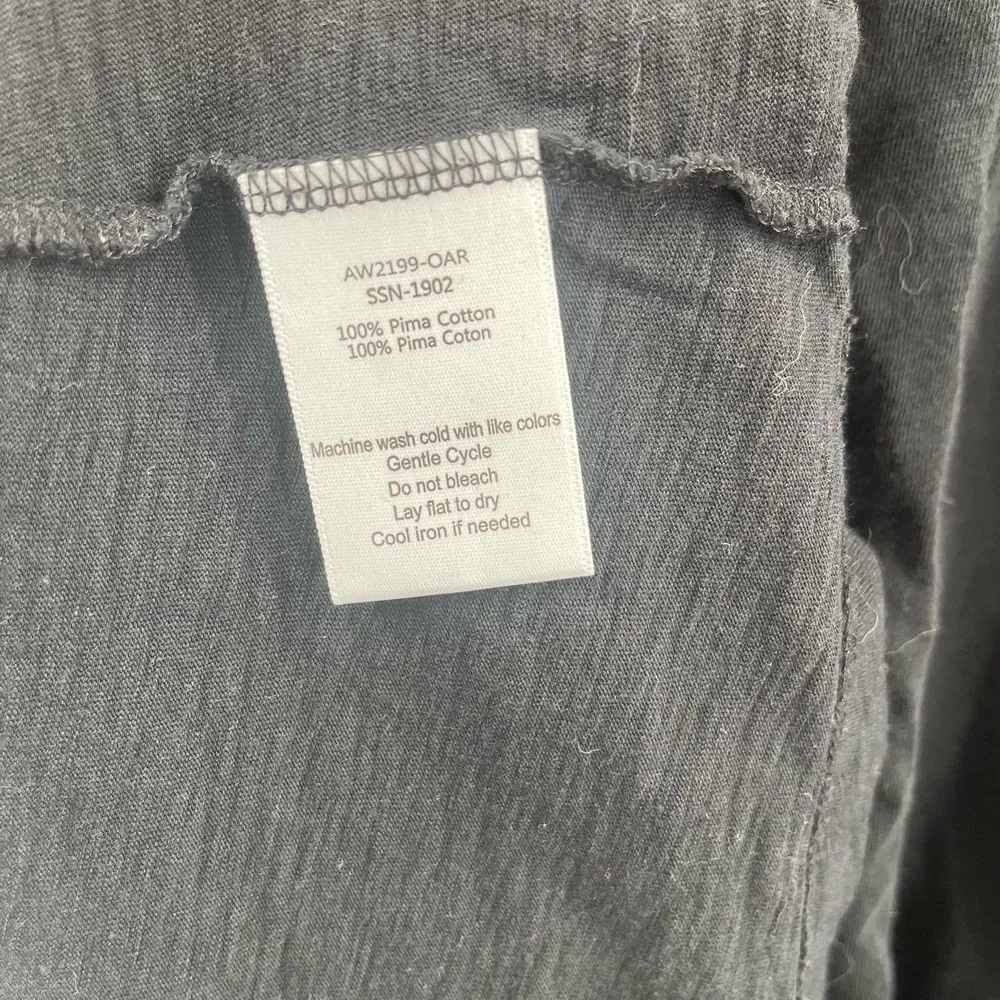 AW2199-OAR
SSN-1902
100% Pima Cotton
100% Pima Coton
Machine wash cold with like colors
Gentle Cycle
Do not bleach
Lay flat to dry
Cool iron if needed